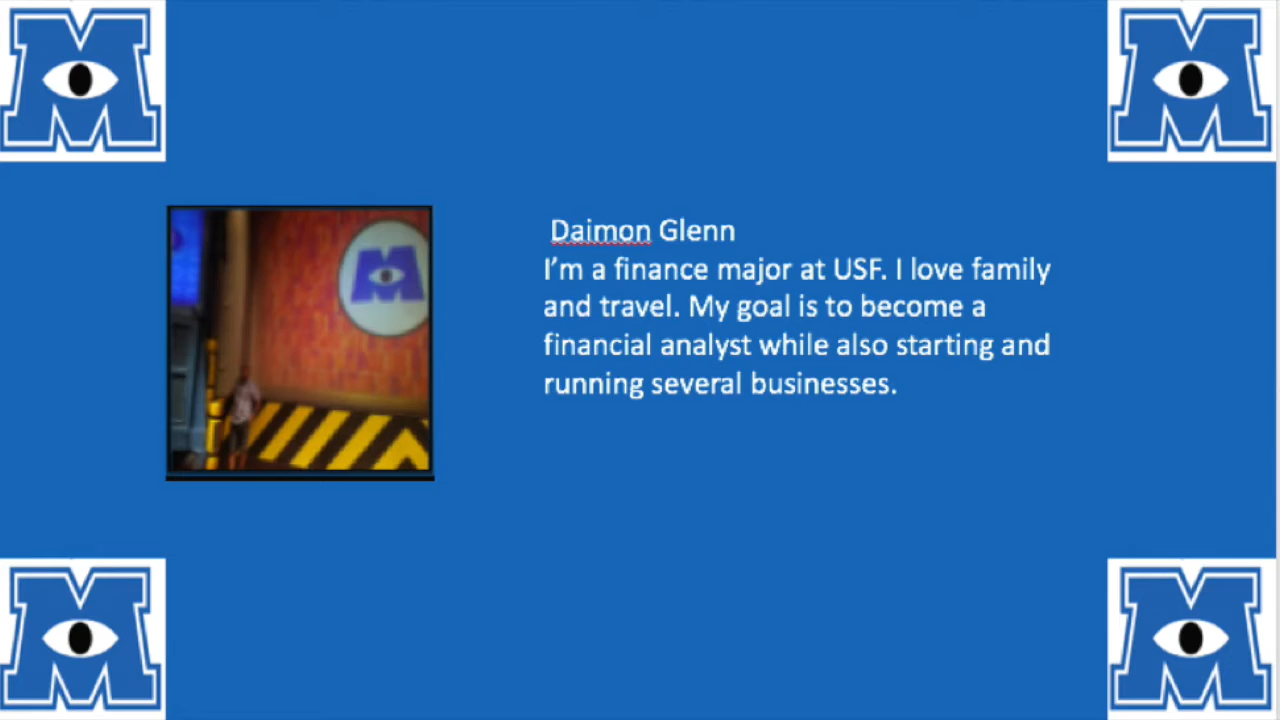 M
M
Daimon Glenn
I’m a finance major at USF. I love family
and travel. My goal is to become a
financial analyst while also starting and
running several businesses.
M
M
M